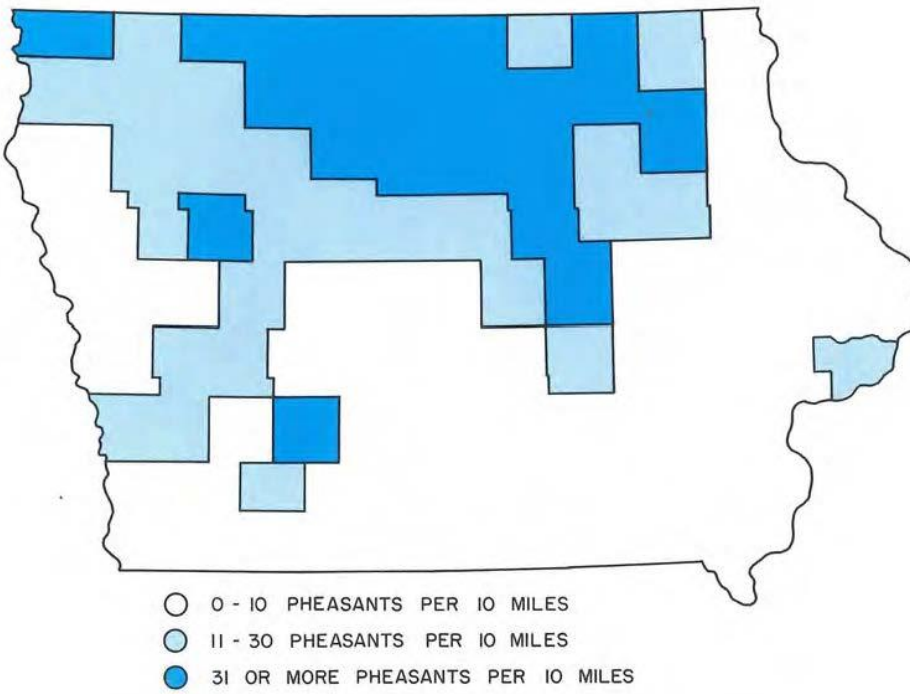 0 - 10 PHEASANTS PER 10 MILES
11 - 30 PHEASANTS PER 10 MILES
31 OR MORE PHEASANTS PER 10 MILES